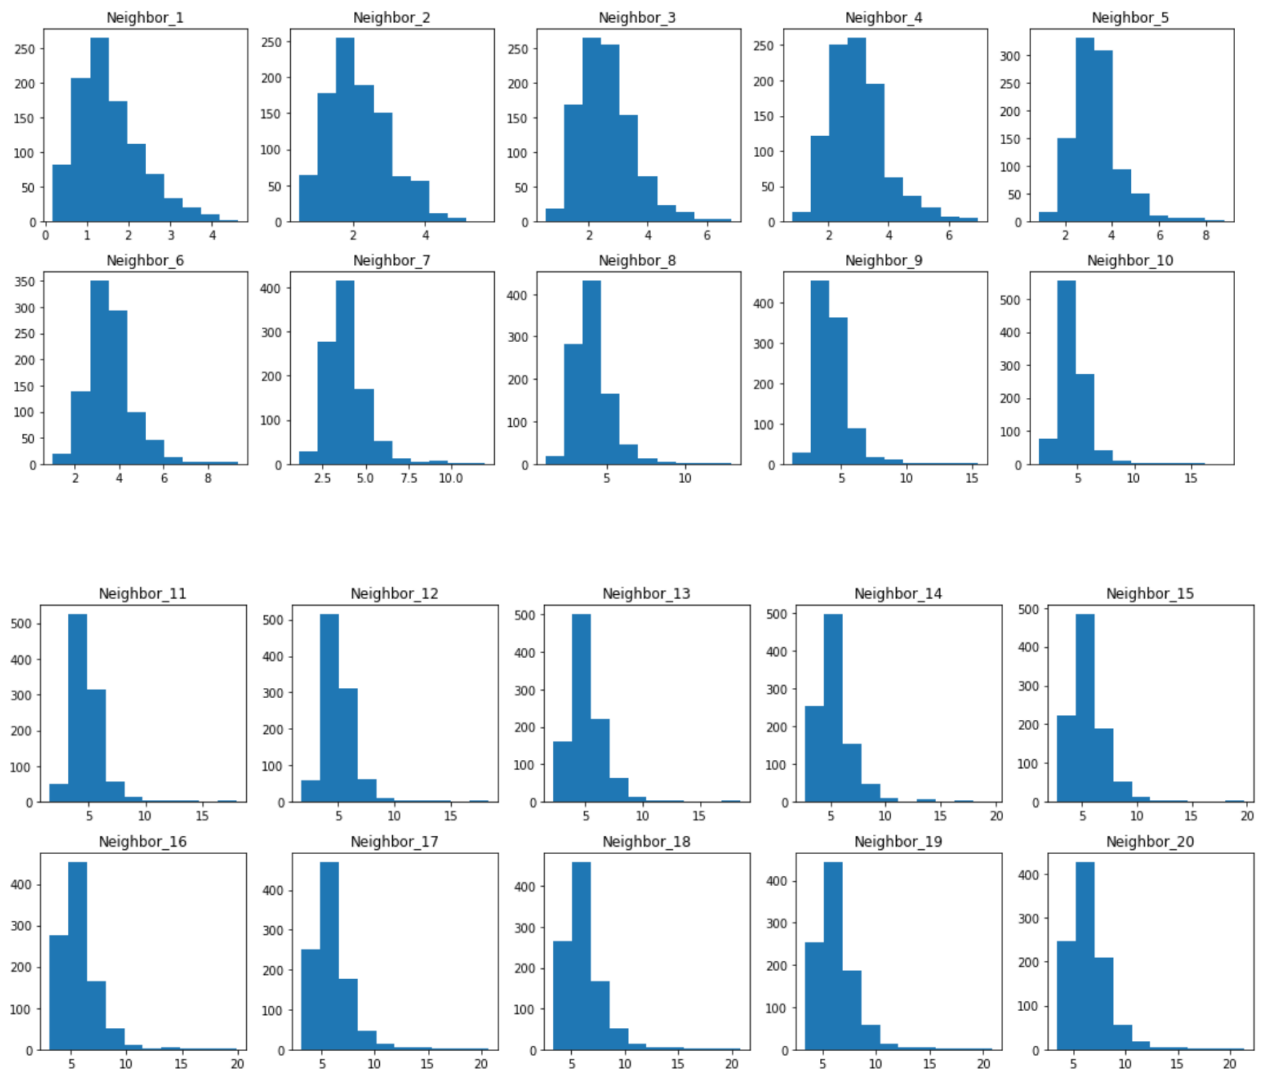 Neighbor_1 Neighbor_2 Neighbor_3 Neighbor_4 Neighbor_5
250 250 250 250 300
200 200 200 200 250
150 150 150 150 200
100 100 100 100 150
50 50 50 50 100
0 0 0 0 50
0
0 1 2 3 4 2 4 2 4 6 2 4 6 2 4 6 8
Neighbor_6 Neighbor_7 Neighbor_8 Neighbor_9 Neighbor_10
350 400 400 400 500
300 300 300 300 400
250 200 200 200 300
200 100 100 100 200
150 0 0 0 100
100 0
50
0
2 4 6 8 2.5 5.0 7.5 10.0 5 10 5 10 15 5 10 15
Neighbor_11 Neighbor_12 Neighbor_13 Neighbor_14 Neighbor_15
500 500 500 500 500
400 400 400 400 400
300 300 300 300 300
200 200 200 200 200
100 100 100 100 100
0 0 0 0 0
5 10 15 5 10 15 5 10 15 5 10 15 20 5 10 15 20
Neighbor_16 Neighbor_17 Neighbor_18 Neighbor_19 Neighbor_20
400 400 400 400 400
300 300 300 300 300
200 200 200 200 200
100 100 100 100 100
0 0 0 0 0
5 10 15 20 5 10 15 20 5 10 15 20 5 10 15 20 5 10 15 20